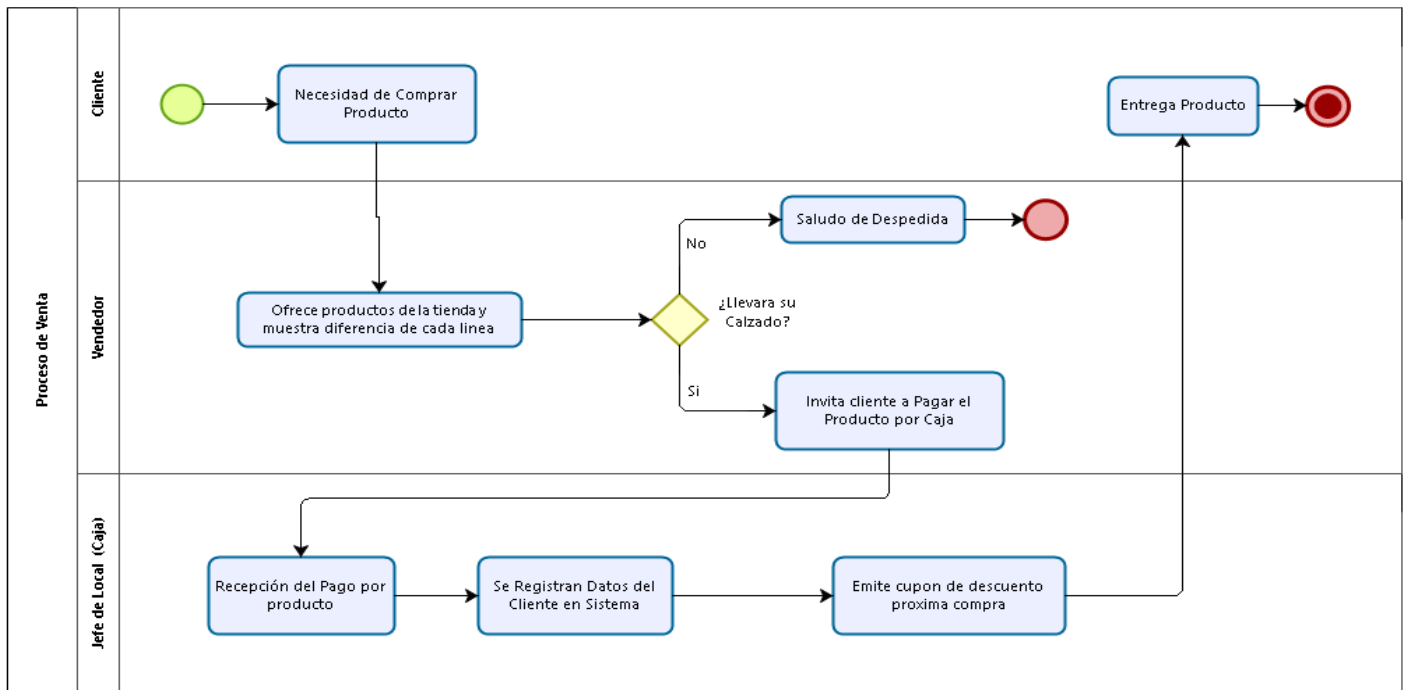 Proceso de Venta
Cliente
Necesidad de Comprar
Producto
Entrega Producto
Vendedor
Ofrece productos de la tienda y
muestra diferencia de cada linea
¿Llevara su
Calzado?
No
Saludo de Despedida
Si
Invita cliente a Pagar el
Producto por Caja
Jefe de Local (Caja)
Recepción del Pago por
producto
Se Registran Datos del
Cliente en Sistema
Emite cupon de descuento
proxima compra